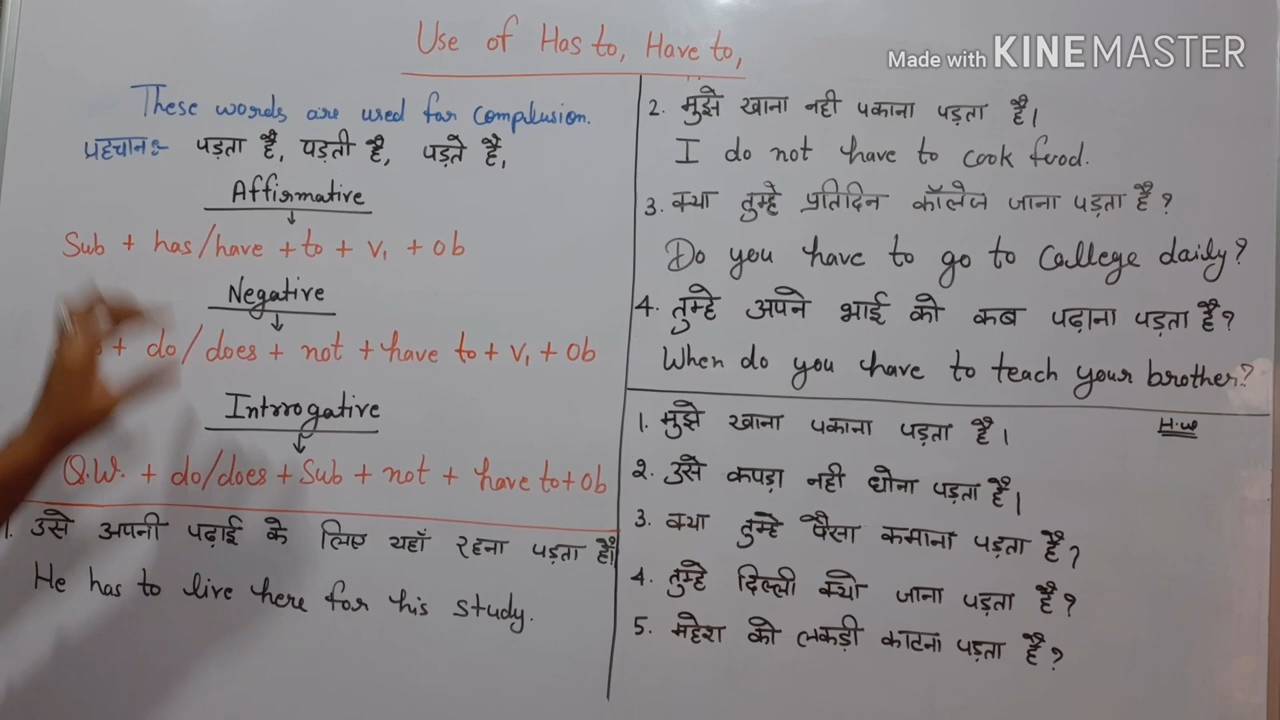 Use of Has to, Have to,
Made with KINEMASTER
These words are used for complusion.
प्रहचानः- पड़ता है, पड़ती है, पड़ते है,
Affirmative
Sub + has/have + to + V₁ + Ob
Negative
+ do/does + not + have to + V₁ + Ob
Intrrogative
Q.W. + do/does + Sub + not + have to + Ob
1. उसे अपनी पढ़ाई के लिए यहाँ रहना पड़ता है।
He has to live here for his study.
2. मुझे खाना नही पकाना पड़ता है।
I do not have to cook food.
3. क्या तुम्हे प्रतिदिन कॉलेज जाना पड़ता है?
Do you have to go to College daily?
4. तुम्हे अपने भाई को कब पढ़ाना पड़ता है?
When do you have to teach your brother?
H.W
1. मुझे खाना पकाना पड़ता है।
2. उसे कपड़ा नही धोना पड़ता है।
3. क्या तुम्हे पैसा कमाना पड़ता है?
4. तुम्हे दिल्ली क्यो जाना पड़ता है?
5. महेश को लकड़ी काटना पड़ता है?